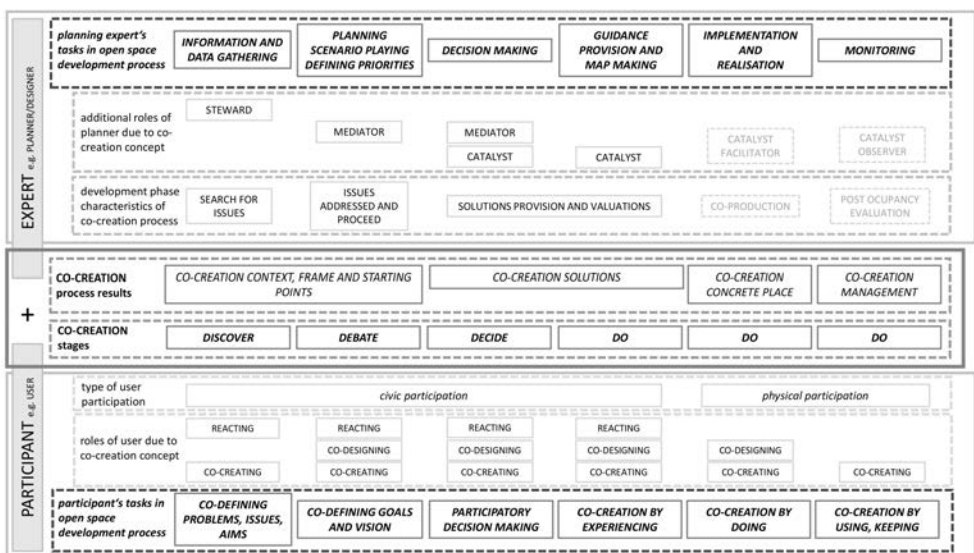 EXPERT e.g. PLANNER/DESIGNER
planning expert's tasks in open space development process
INFORMATION AND
DATA GATHERING
PLANNING
SCENARIO PLAYING
DEFINING PRIORITIES
DECISION MAKING
GUIDANCE
PROVISION AND
MAP MAKING
IMPLEMENTATION
AND
REALISATION
MONITORING
additional roles of
planner due to co-
creation concept
STEWARD
MEDIATOR
MEDIATOR
CATALYST
CATALYST
CATALYST
FACILITATOR
CATALYST
OBSERVER
development phase
characteristics of
co-creation process
SEARCH FOR
ISSUES
ISSUES
ADDRESSED AND
PROCEED
SOLUTIONS PROVISION AND VALUATIONS
CO-PRODUCTION
POST OCUPANCY
EVALUATION
+
CO-CREATION
process results
CO-CREATION CONTEXT, FRAME AND STARTING
POINTS
CO-CREATION SOLUTIONS
CO-CREATION
CONCRETE PLACE
CO-CREATION
MANAGEMENT
CO-CREATION
stages
DISCOVER
DEBATE
DECIDE
DO
DO
DO
PARTICIPANT e.g. USER
type of user
participation
civic participation
physical participation
roles of user due to
co-creation concept
REACTING
REACTING
REACTING
REACTING
CO-DESIGNING
CO-DESIGNING
CO-DESIGNING
CO-DESIGNING
CO-CREATING
CO-CREATING
CO-CREATING
CO-CREATING
CO-CREATING
CO-CREATING
participant's tasks in
open space
development process
CO-DEFINING
PROBLEMS, ISSUES,
AIMS
CO-DEFINING GOALS
AND VISION
PARTICIPATORY
DECISION MAKING
CO-CREATION BY
EXPERIENCING
CO-CREATION BY
DOING
CO-CREATION BY
USING, KEEPING